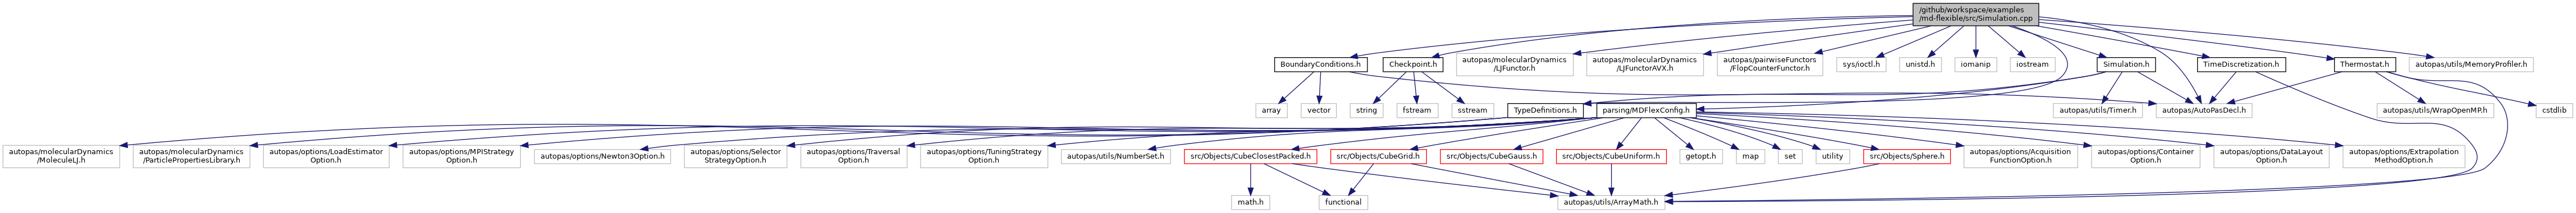 /github/workspace/examples
/md-flexible/src/Simulation.cpp
BoundaryConditions.h
Checkpoint.h
autopas/molecularDynamics
/LJFunctor.h
autopas/molecularDynamics
/LJFunctorAVX.h
autopas/pairwiseFunctors
/FlopCounterFunctor.h
sys/ioctl.h
unistd.h
iomanip
iostream
Simulation.h
TimeDiscretization.h
Thermostat.h
autopas/utils/MemoryProfiler.h
array
vector
string
fstream
sstream
TypeDefinitions.h
parsing/MDFlexConfig.h
autopas/utils/Timer.h
autopas/AutoPasDecl.h
autopas/utils/WrapOpenMP.h
cstdlib
autopas/molecularDynamics
/MoleculeLJ.h
autopas/molecularDynamics
/ParticlePropertiesLibrary.h
autopas/options/LoadEstimator
Option.h
autopas/options/MPIStrategy
Option.h
autopas/options/Newton3Option.h
autopas/options/Selector
StrategyOption.h
autopas/options/Traversal
Option.h
autopas/options/TuningStrategy
Option.h
autopas/utils/NumberSet.h
src/Objects/CubeClosestPacked.h
src/Objects/CubeGrid.h
src/Objects/CubeGauss.h
src/Objects/CubeUniform.h
getopt.h
map
set
utility
src/Objects/Sphere.h
autopas/options/Acquisition
FunctionOption.h
autopas/options/Container
Option.h
autopas/options/DataLayout
Option.h
autopas/options/Extrapolation
MethodOption.h
math.h
functional
autopas/utils/ArrayMath.h